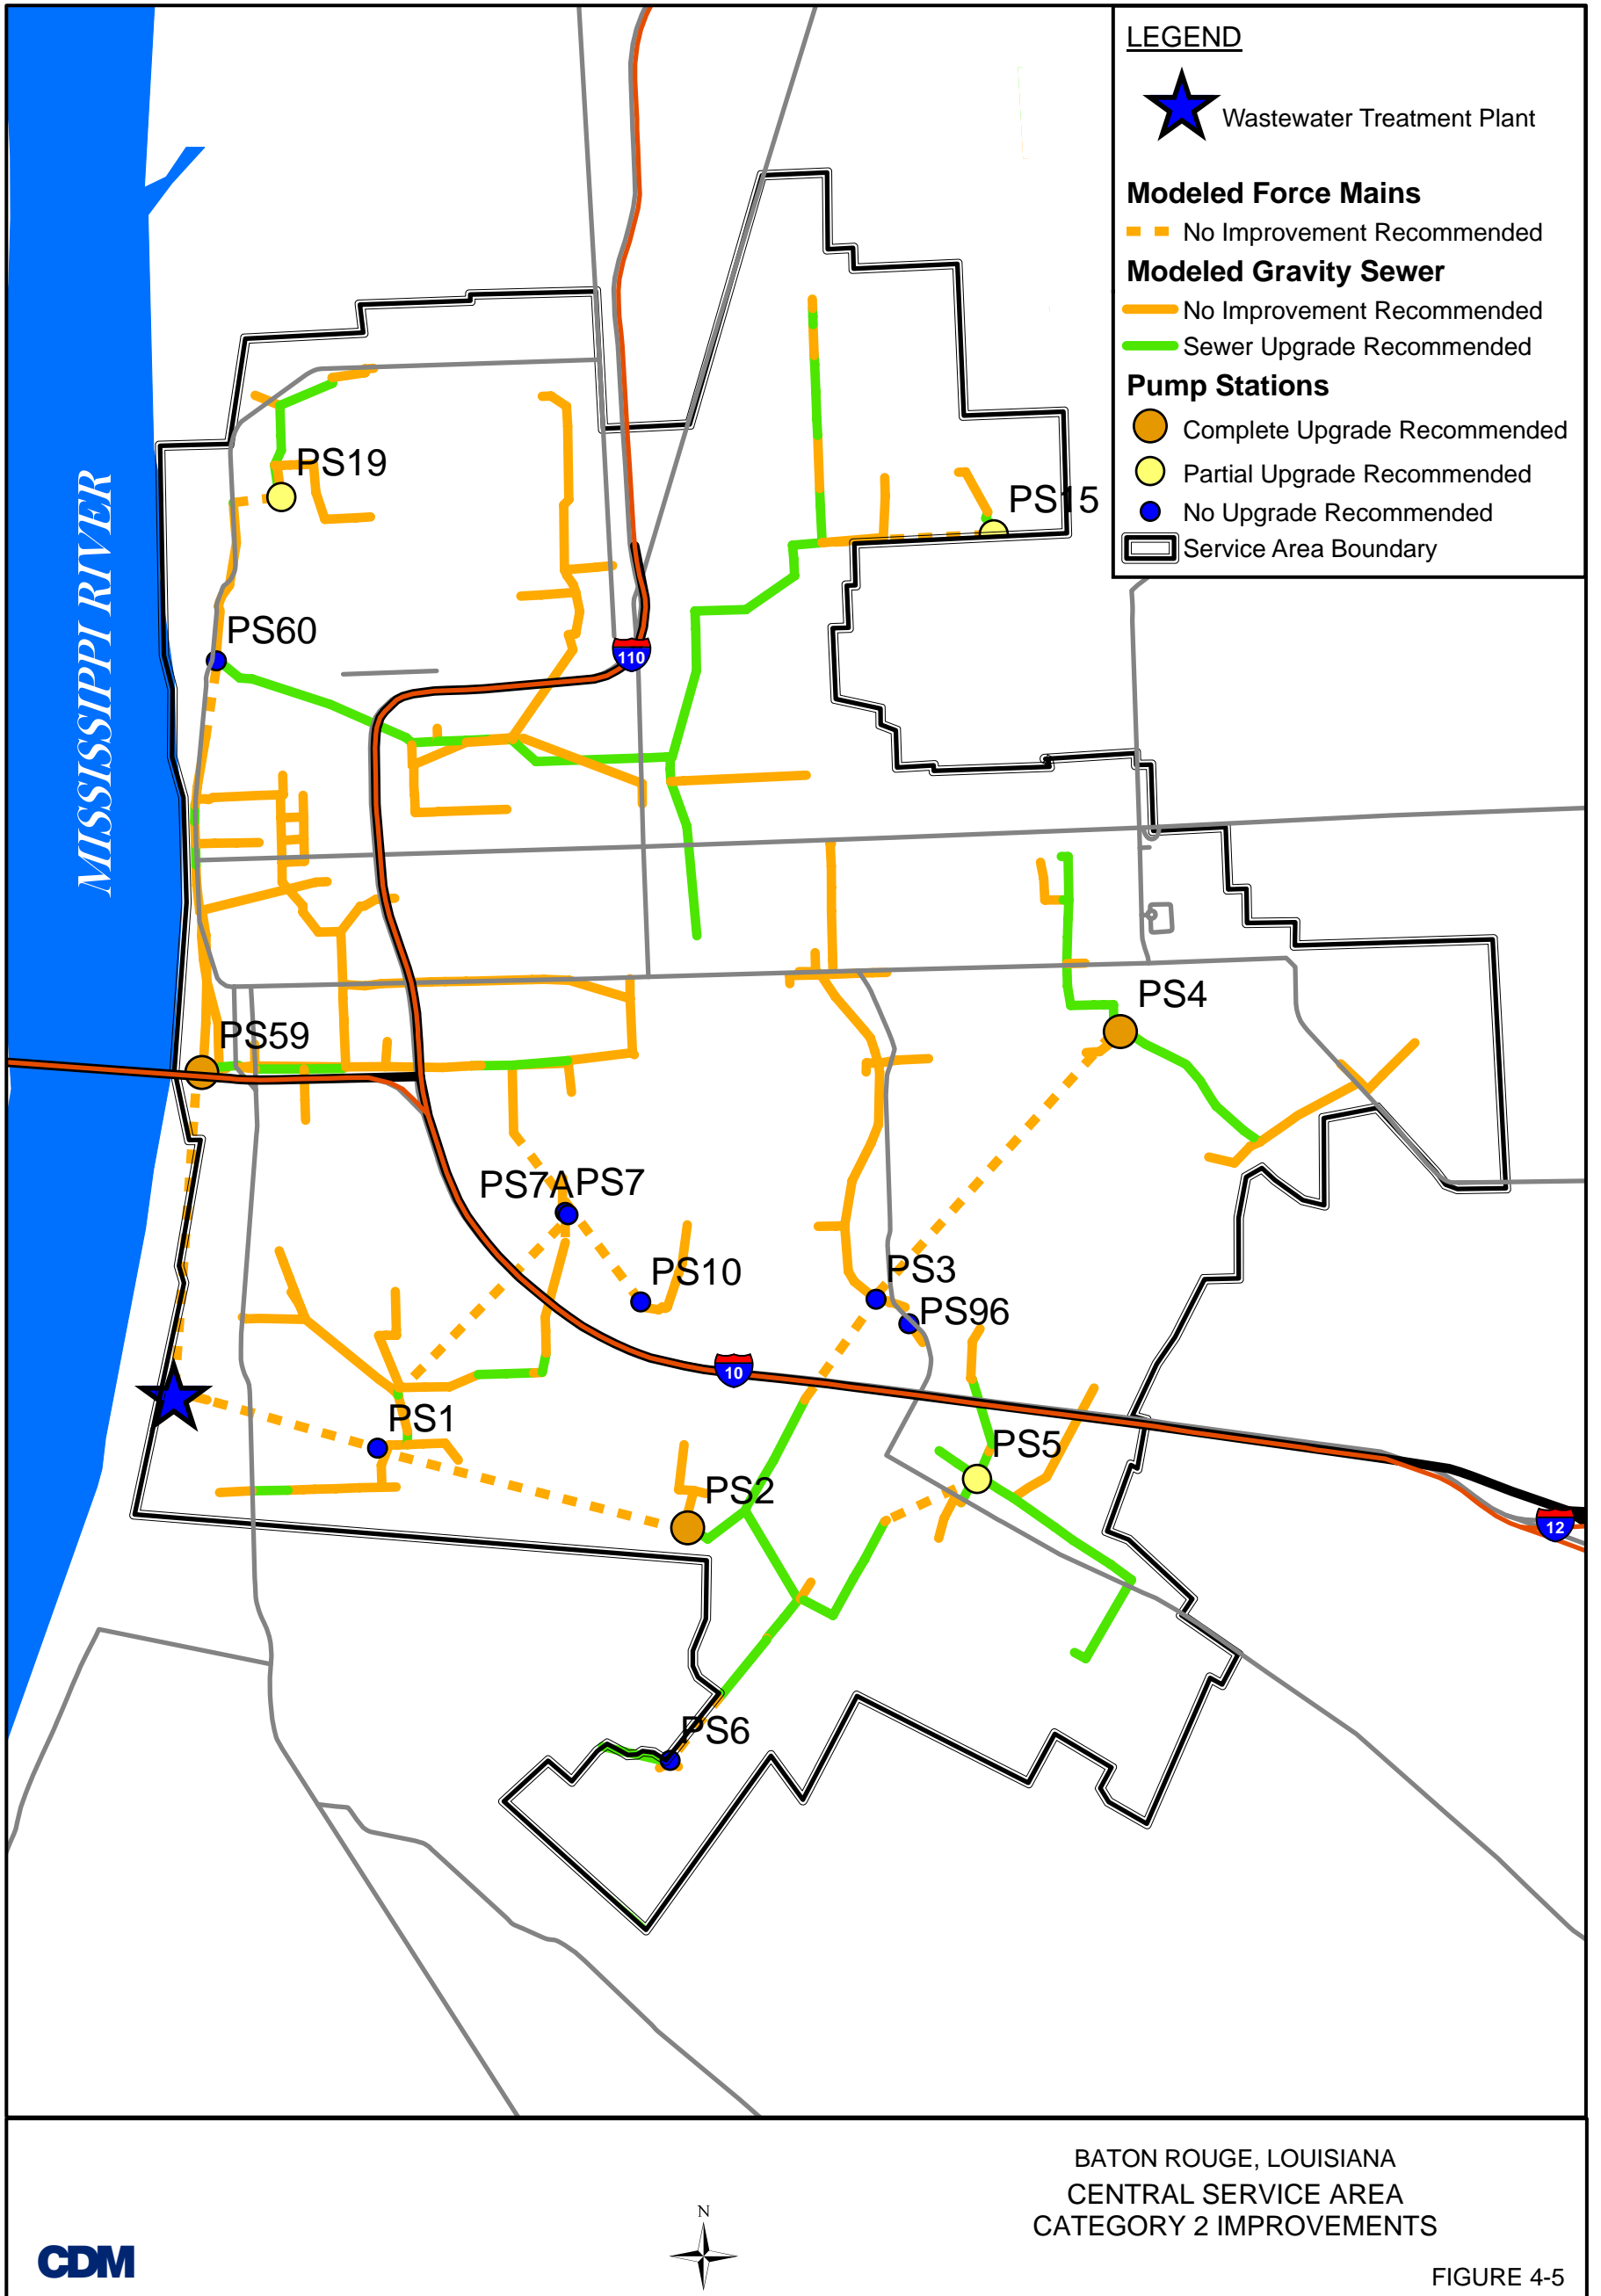 LEGEND
Wastewater Treatment Plant
Modeled Force Mains
No Improvement Recommended
Modeled Gravity Sewer
No Improvement Recommended
Sewer Upgrade Recommended
Pump Stations
Complete Upgrade Recommended
Partial Upgrade Recommended
No Upgrade Recommended
Service Area Boundary
MISSISSIPPI RIVER
PS19
PS15
PS60
110
PS4
PS59
PS7A
PS7
PS10
PS3
PS96
10
PS1
PS5
PS2
12
PS6
BATON ROUGE, LOUISIANA
CENTRAL SERVICE AREA
CATEGORY 2 IMPROVEMENTS
N
CDM
FIGURE 4-5